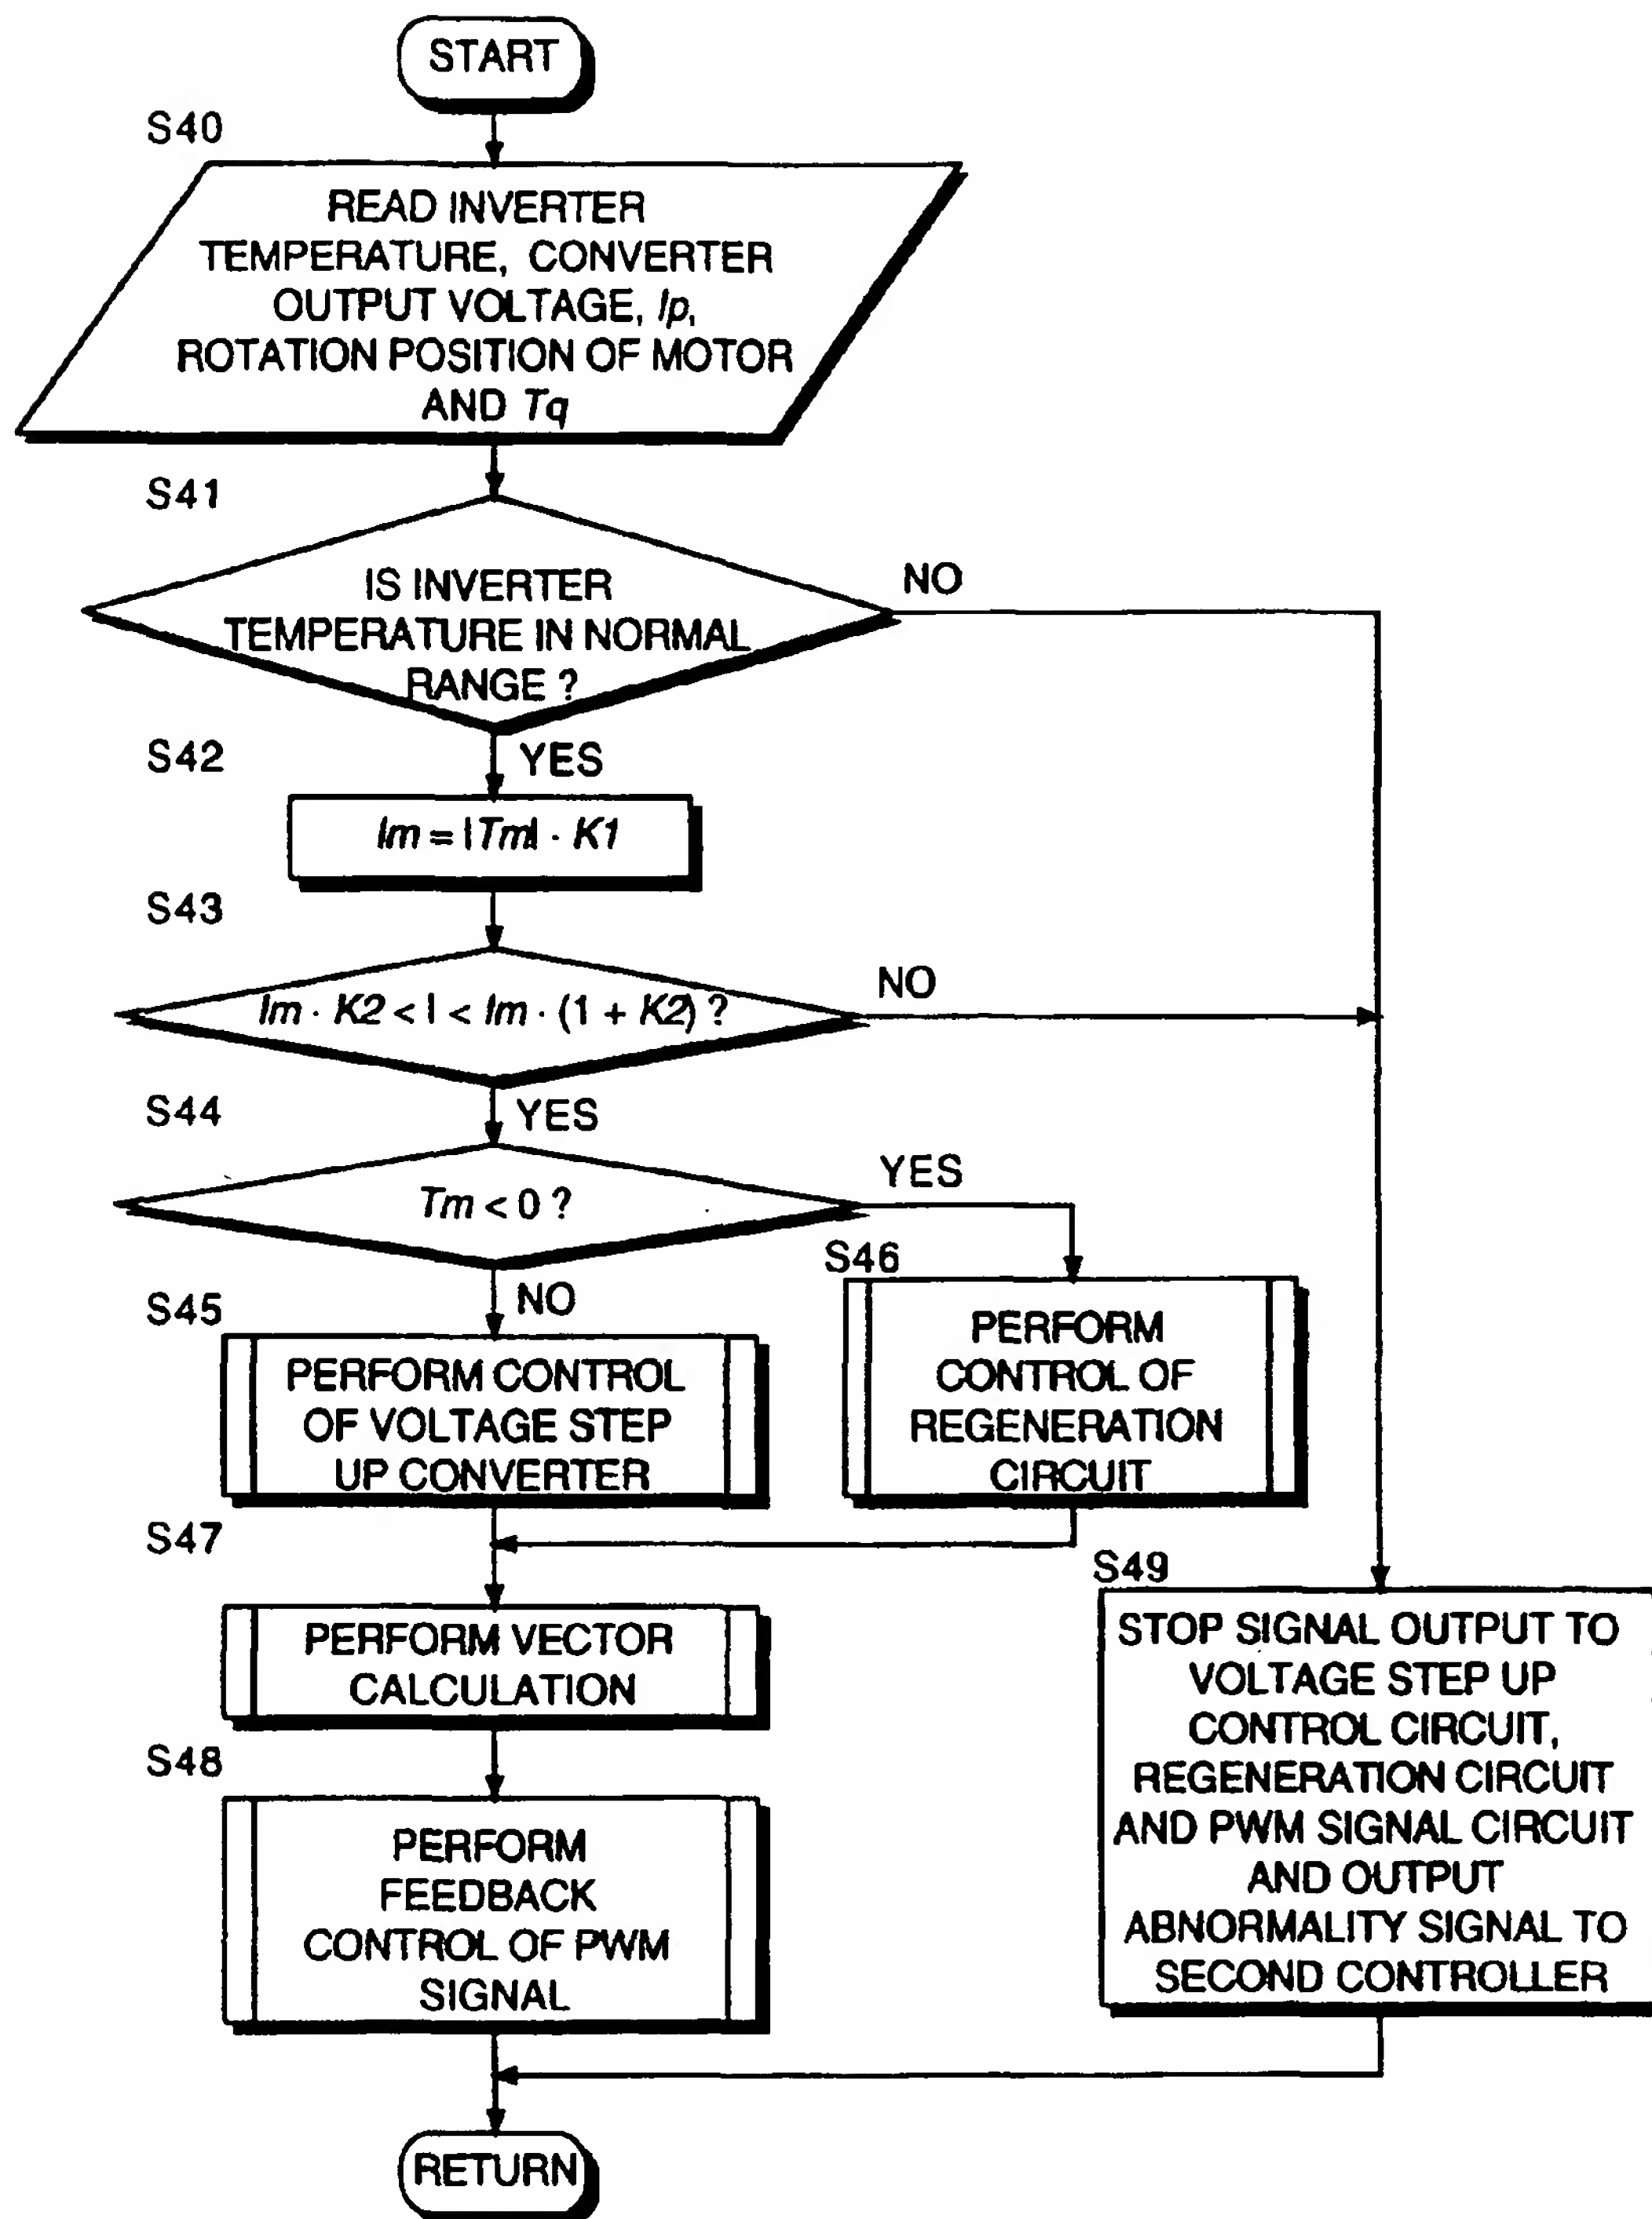 START
S40
READ INVERTER
TEMPERATURE, CONVERTER
OUTPUT VOLTAGE, Ip,
ROTATION POSITION OF MOTOR
AND Tq
S41
IS INVERTER
TEMPERATURE IN NORMAL
RANGE ?
NO
S42
YES
Im = |Tm| · K1
S43
Im · K2 < I < Im · (1 + K2) ?
NO
S44
YES
Tm < 0 ?
YES
S45
NO
PERFORM CONTROL
OF VOLTAGE STEP
UP CONVERTER
S46
PERFORM
CONTROL OF
REGENERATION
CIRCUIT
S47
PERFORM VECTOR
CALCULATION
S48
PERFORM
FEEDBACK
CONTROL OF PWM
SIGNAL
S49
STOP SIGNAL OUTPUT TO
VOLTAGE STEP UP
CONTROL CIRCUIT,
REGENERATION CIRCUIT
AND PWM SIGNAL CIRCUIT
AND OUTPUT
ABNORMALITY SIGNAL TO
SECOND CONTROLLER
RETURN